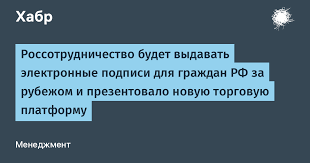 Хабр
Россотрудничество будет выдавать
электронные подписи для граждан РФ за
рубежом и презентовало новую торговую
платформу
Менеджмент